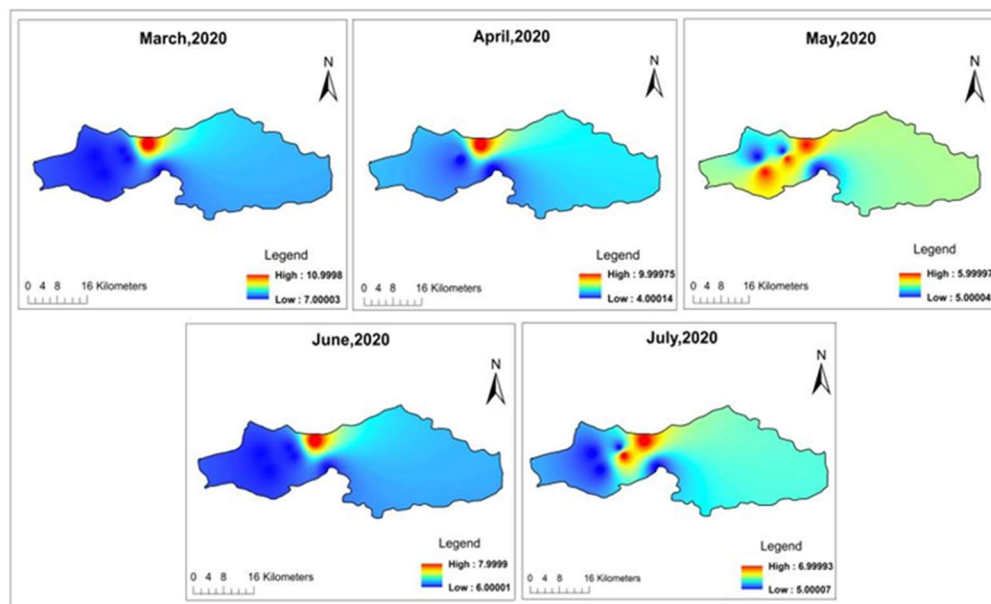 March,2020
N
Legend
High : 10.9998
Low : 7.00003
0 4 8 16 Kilometers
April,2020
N
Legend
High : 9.99975
Low : 4.00014
0 4 8 16 Kilometers
May,2020
N
Legend
High : 5.99997
Low : 5.00004
0 4 8 16 Kilometers
June,2020
N
Legend
High : 7.9999
Low : 6.00001
0 4 8 16 Kilometers
July,2020
N
Legend
High : 6.99993
Low : 5.00007
0 4 8 16 Kilometers